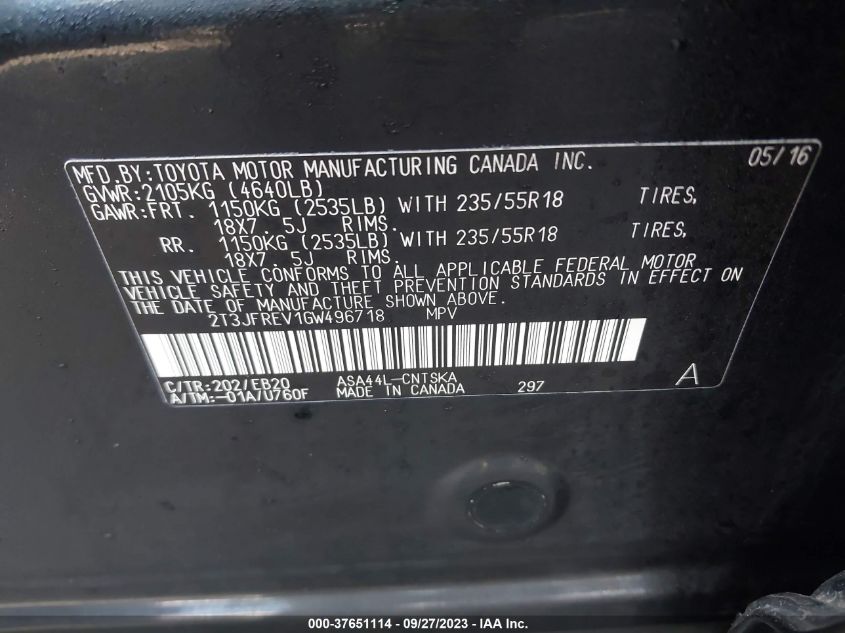 MFD.BY:TOYOTA MOTOR MANUFACTURING CANADA INC. 05/16
GVWR:2105KG (4640LB)
GAWR:FRT. 1150KG (2535LB) WITH 235/55R18 TIRES,
18X7.5J RIMS.
RR. 1150KG (2535LB) WITH 235/55R18 TIRES,
18X7.5J RIMS.
THIS VEHICLE CONFORMS TO ALL APPLICABLE FEDERAL MOTOR
VEHICLE SAFETY AND THEFT PREVENTION STANDARDS IN EFFECT ON
THE DATE OF MANUFACTURE SHOWN ABOVE.
2T3JFREV1GW496718 MPV
C/TR:202/EB20 ASA44L-CNTSKA 297 A
A/TM:-01A/U760F MADE IN CANADA
000-37651114 - 09/27/2023 - IAA Inc.